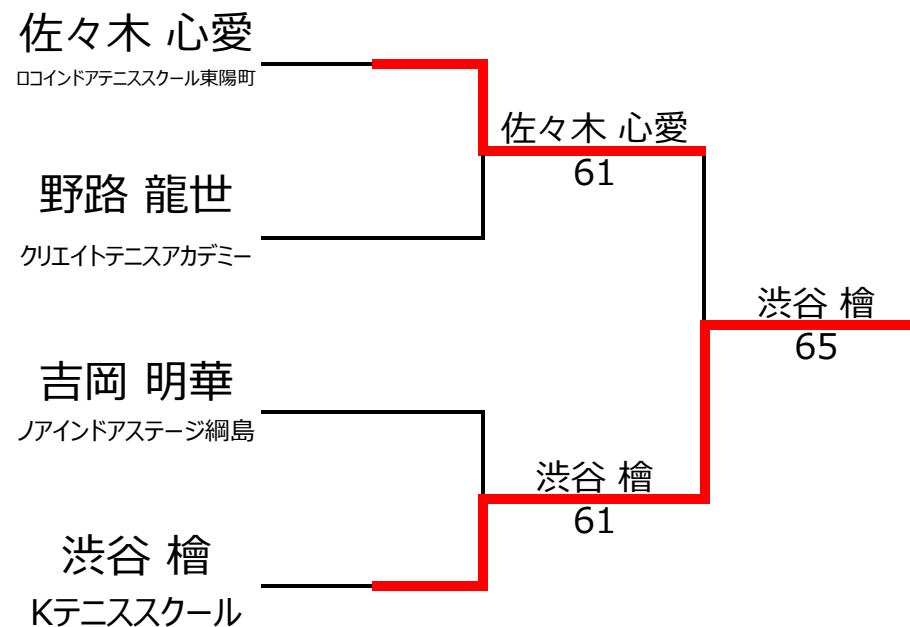 佐々木 心愛
ロコインドアテニススクール東陽町
佐々木 心愛
61
野路 龍世
クリエイトテニスアカデミー
渋谷 檜
65
吉岡 明華
ノアインドアステージ綱島
渋谷 檜
61
渋谷 檜
Kテニススクール